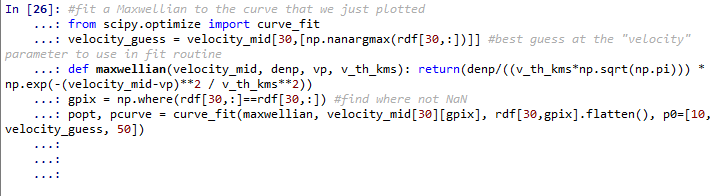 In [26]: #fit a Maxwellian to the curve that we just plotted
...: from scipy.optimize import curve_fit
...: velocity_guess = velocity_mid[30,[np.nanargmax(rdf[30,:])]] #best guess at the "velocity"
parameter to use in fit routine
...: def maxwellian(velocity_mid, denp, vp, v_th_kms): return(denp/((v_th_kms*np.sqrt(np.pi))) *
np.exp(-(velocity_mid-vp)**2 / v_th_kms**2))
...: gpix = np.where(rdf[30,:]==rdf[30,:]) #find where not NaN
...: popt, pcurve = curve_fit(maxwellian, velocity_mid[30][gpix], rdf[30,gpix].flatten(), p0=[10,
velocity_guess, 50])
...:
...:
...: